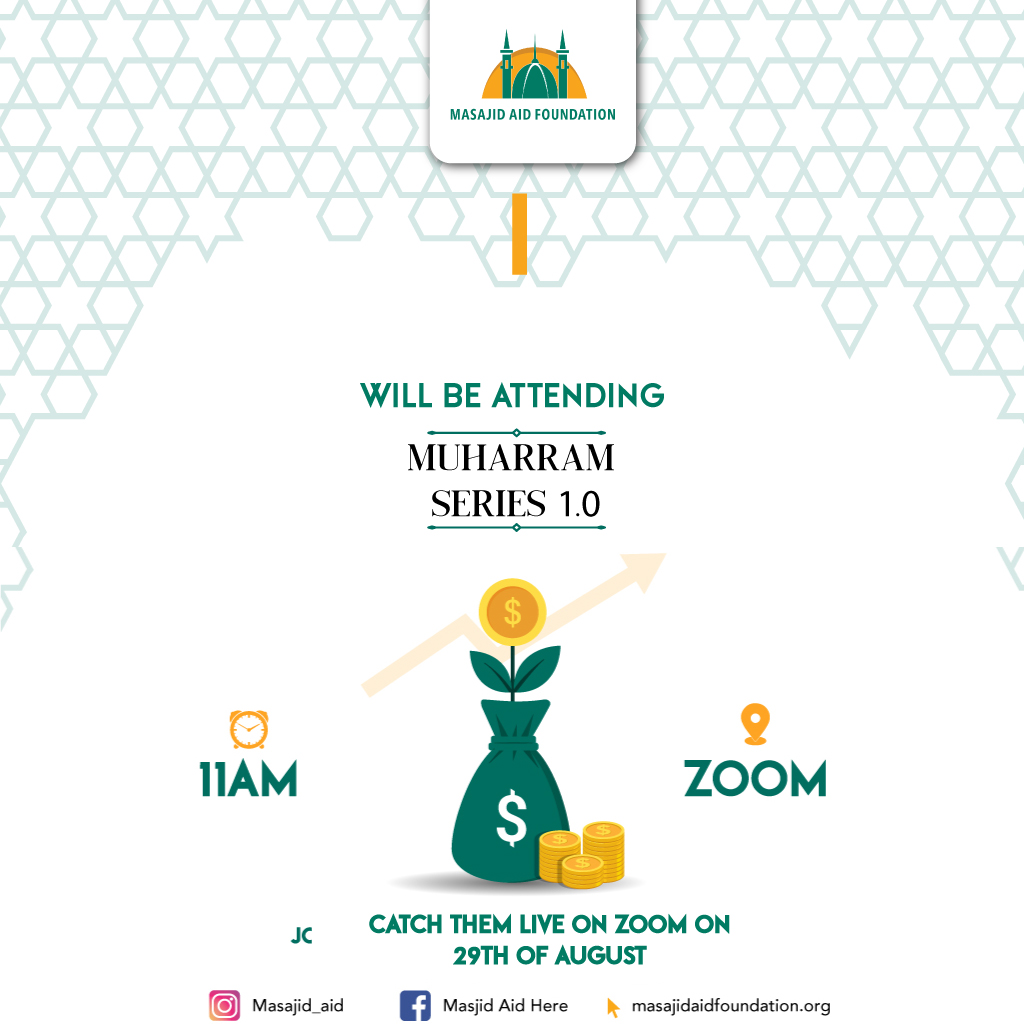 MASAJID AID FOUNDATION
I
WILL BE ATTENDING
MUHARRAM
SERIES 1.0
$
11AM
ZOOM
$
JC
CATCH THEM LIVE ON ZOOM ON
29TH OF AUGUST
Masajid_aid
Masjid Aid Here
masajidaidfoundation.org